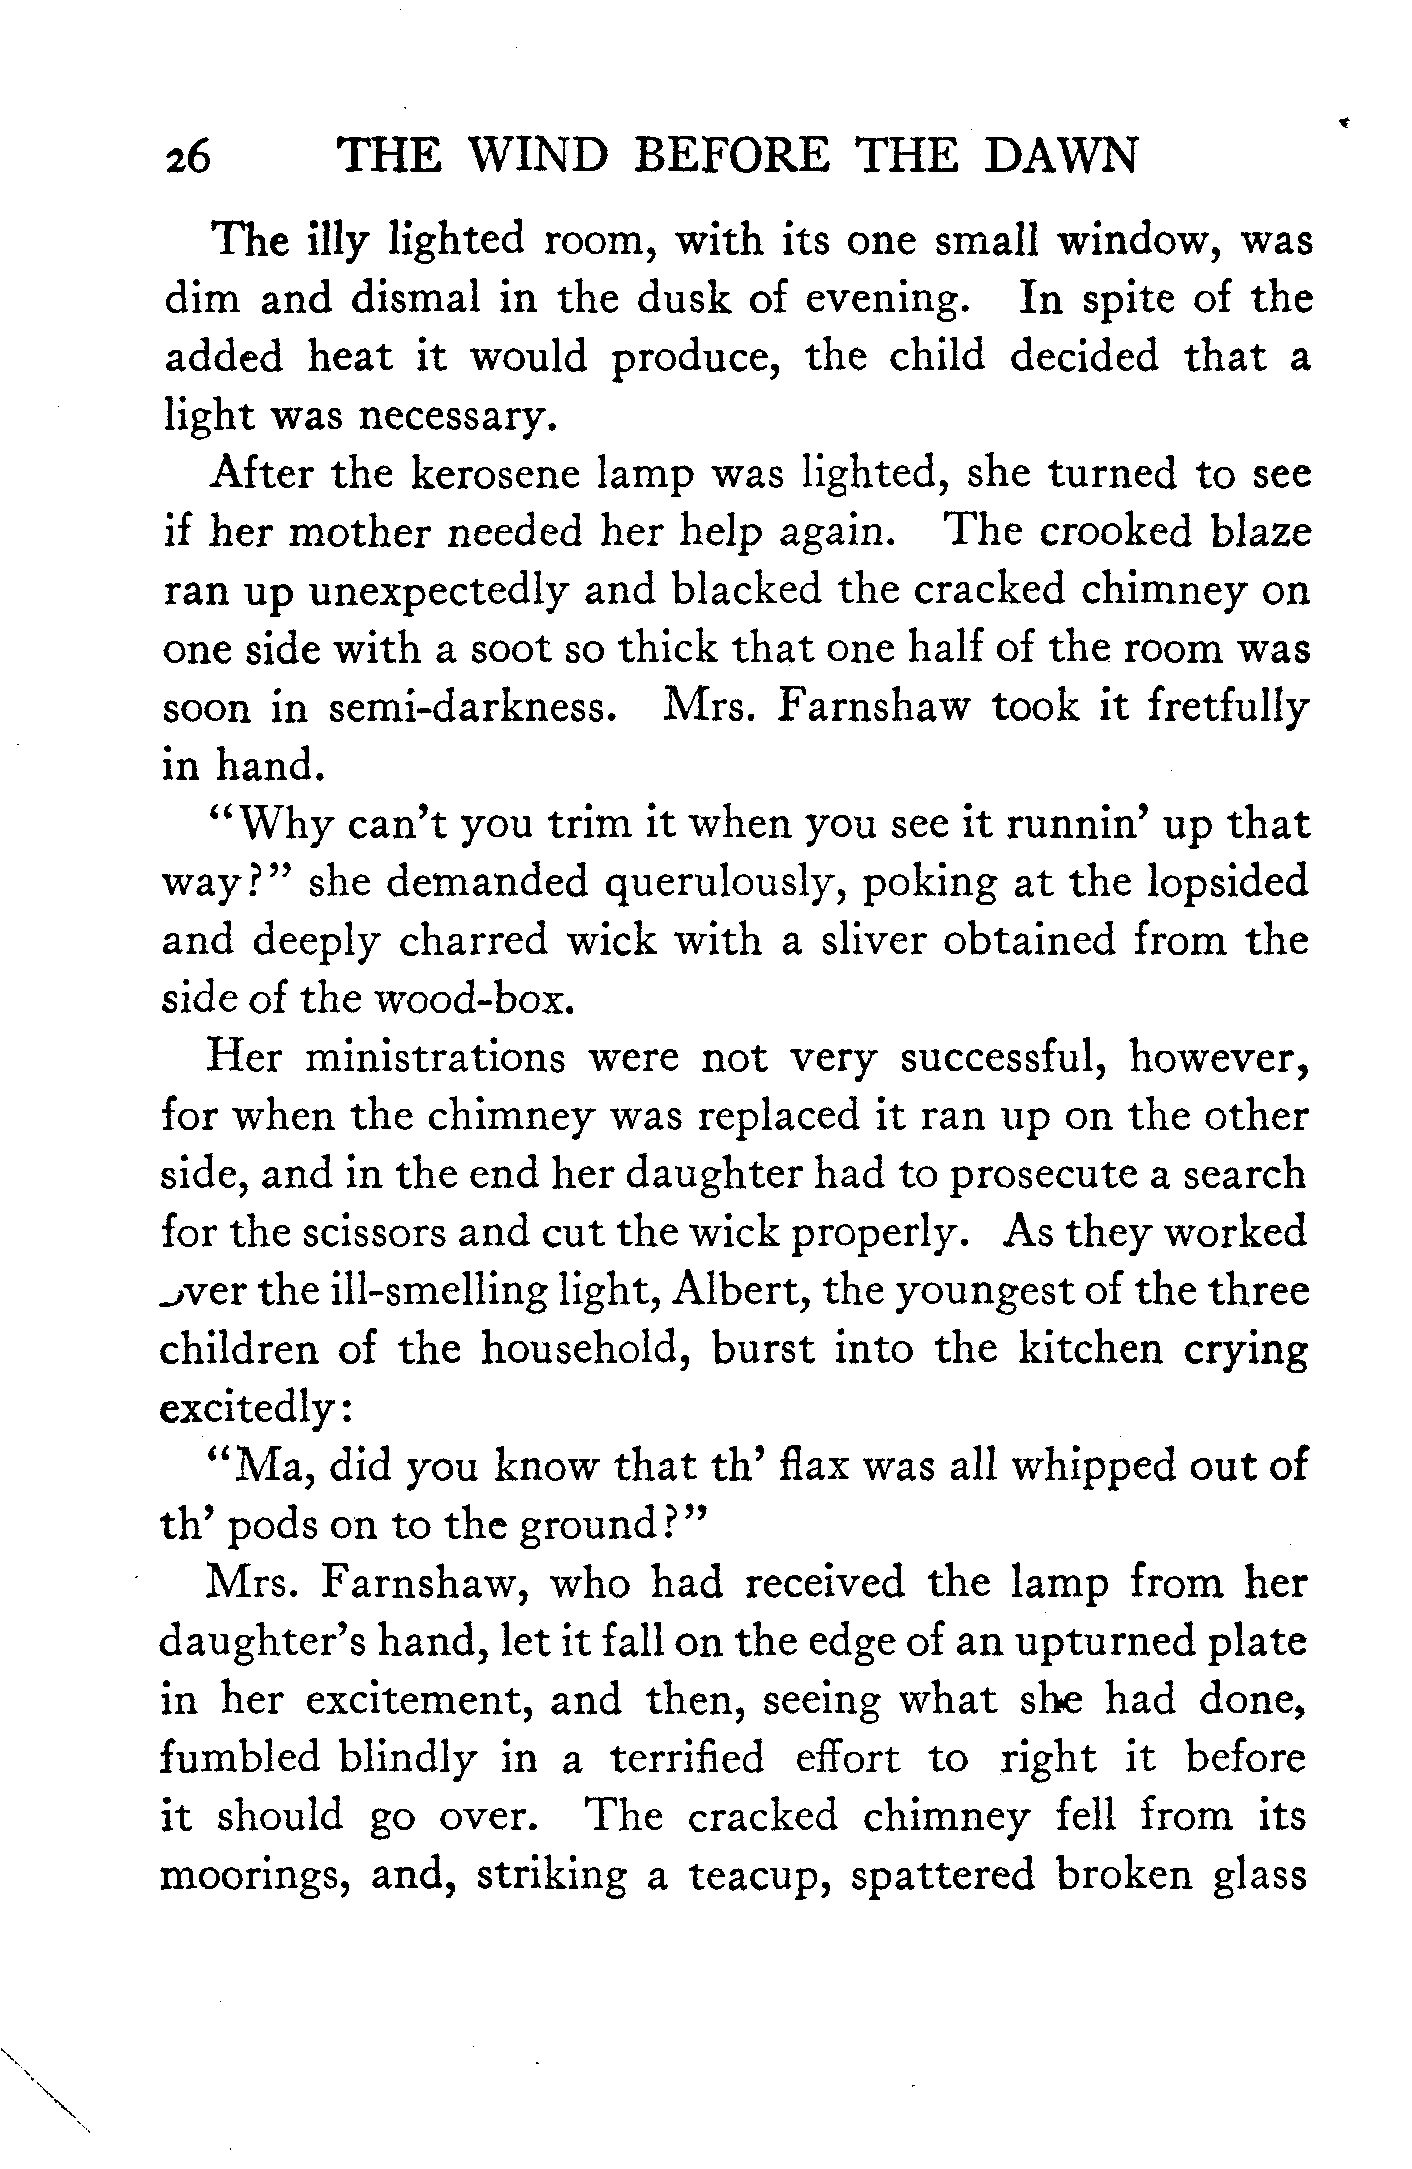 26 THE WIND BEFORE THE DAWN
The illy lighted room, with its one small window, was
dim and dismal in the dusk of evening. In spite of the
added heat it would produce, the child decided that a
light was necessary.
After the kerosene lamp was lighted, she turned to see
if her mother needed her help again. The crooked blaze
ran up unexpectedly and blacked the cracked chimney on
one side with a soot so thick that one half of the room was
soon in semi-darkness. Mrs. Farnshaw took it fretfully
in hand.
"Why can't you trim it when you see it runnin' up that
way?" she demanded querulously, poking at the lopsided
and deeply charred wick with a sliver obtained from the
side of the wood-box.
Her ministrations were not very successful, however,
for when the chimney was replaced it ran up on the other
side, and in the end her daughter had to prosecute a search
for the scissors and cut the wick properly. As they worked
over the ill-smelling light, Albert, the youngest of the three
children of the household, burst into the kitchen crying
excitedly:
"Ma, did you know that th' flax was all whipped out of
th' pods on to the ground?"
Mrs. Farnshaw, who had received the lamp from her
daughter's hand, let it fall on the edge of an upturned plate
in her excitement, and then, seeing what she had done,
fumbled blindly in a terrified effort to right it before
it should go over. The cracked chimney fell from its
moorings, and, striking a teacup, spattered broken glass